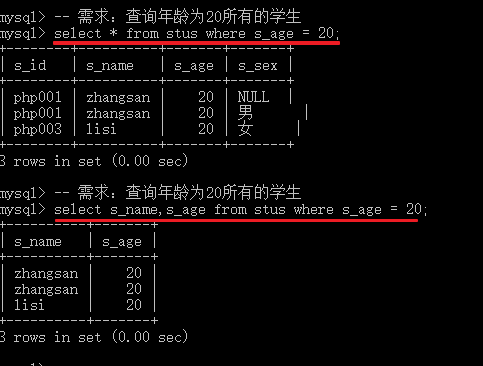 mysql> -- 需求：查询年龄为20所有的学生
mysql> select * from stus where s_age = 20;
+--------+----------+-------+-------+
| s_id | s_name | s_age | s_sex |
+--------+----------+-------+-------+
| php001 | zhangsan | 20 | NULL |
| php001 | zhangsan | 20 | 男 |
| php003 | lisi | 20 | 女 |
+--------+----------+-------+-------+
3 rows in set (0.00 sec)
mysql> -- 需求：查询年龄为20所有的学生
mysql> select s_name,s_age from stus where s_age = 20;
+----------+-------+
| s_name | s_age |
+----------+-------+
| zhangsan | 20 |
| zhangsan | 20 |
| lisi | 20 |
+----------+-------+
3 rows in set (0.00 sec)
mysql>